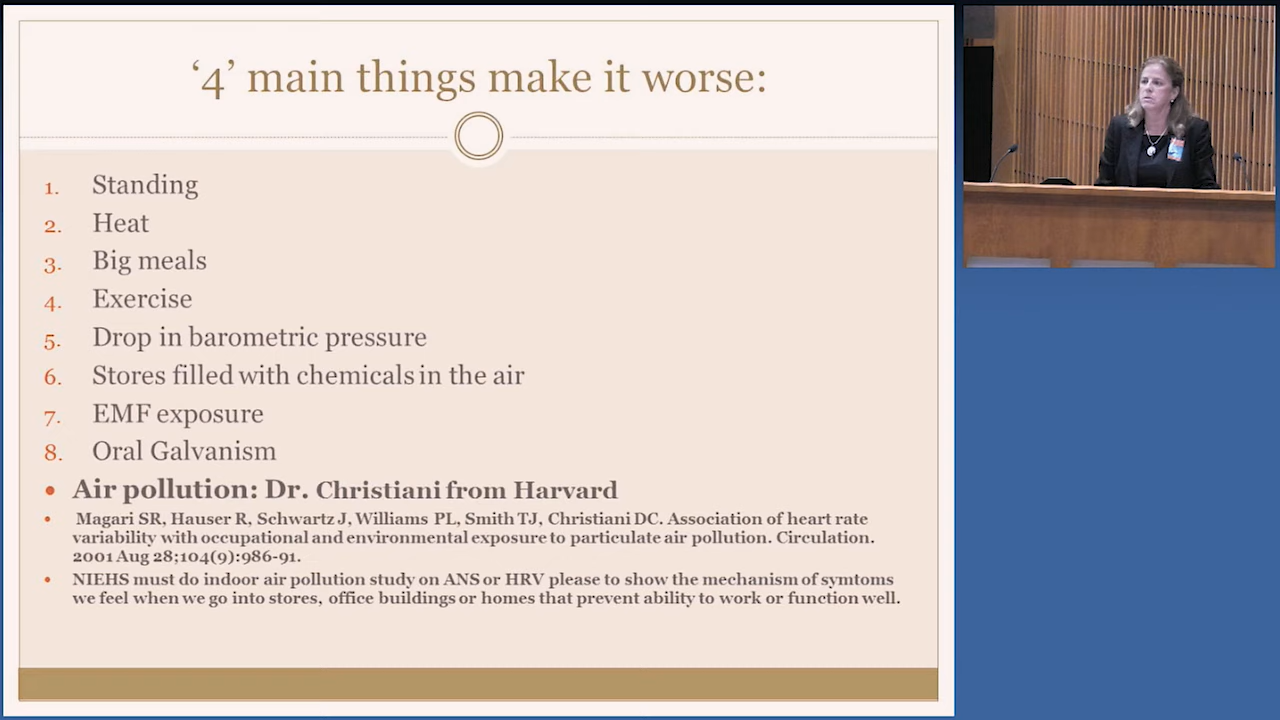 ‘4’ main things make it worse:
1. Standing
2. Heat
3. Big meals
4. Exercise
5. Drop in barometric pressure
6. Stores filled with chemicals in the air
7. EMF exposure
8. Oral Galvanism
• Air pollution: Dr. Christiani from Harvard
• Magari SR, Hauser R, Schwartz J, Williams PL, Smith TJ, Christiani DC. Association of heart rate
variability with occupational and environmental exposure to particulate air pollution. Circulation.
2001 Aug 28;104(9):986-91.
• NIEHS must do indoor air pollution study on ANS or HRV please to show the mechanism of symtoms
we feel when we go into stores, office buildings or homes that prevent ability to work or function well.